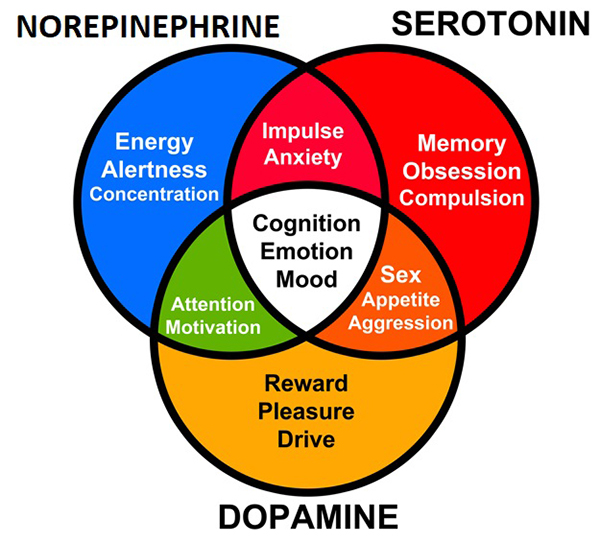 NOREPINEPHRINE
SEROTONIN
Energy
Alertness
Concentration
Impulse
Anxiety
Memory
Obsession
Compulsion
Cognition
Emotion
Mood
Attention
Motivation
Sex
Appetite
Aggression
Reward
Pleasure
Drive
DOPAMINE